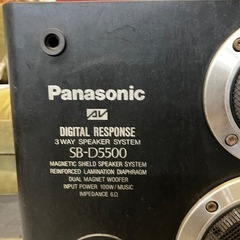 Panasonic
AV
DIGITAL RESPONSE
3 WAY SPEAKER SYSTEM
SB-D5500
MAGNETIC SHIELD SPEAKER SYSTEM
REINFORCED LAMINATION DIAPHRAGM
DUAL MAGNET WOOFER
INPUT POWER 100W/MUSIC
IMPEDANCE 6Ω